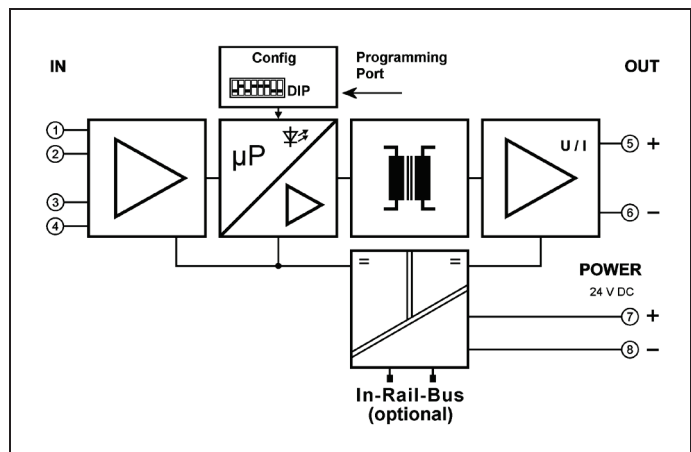 IN
Config
DIP
Programming
Port
OUT
1
2
3
4
µP
U / I
5 +
6 −
POWER
24 V DC
7 +
8 −
= =
In-Rail-Bus
(optional)